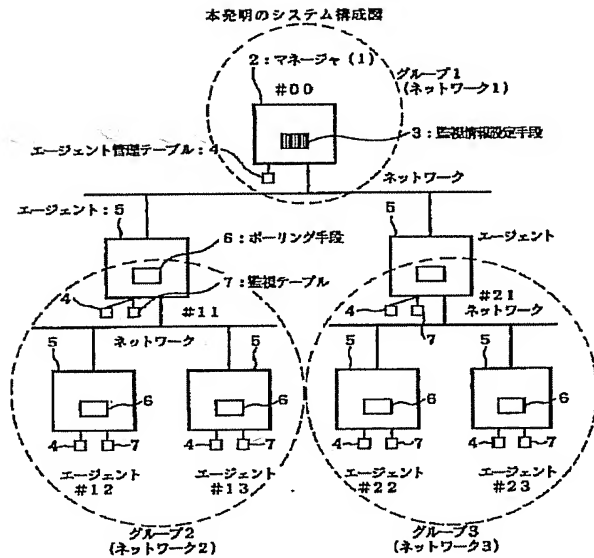 本発明のシステム構成図
2:マネージャ(1)
#00
グループ1
(ネットワーク1)
3:監視情報設定手段
エージェント管理テーブル:4
ネットワーク
エージェント:5
5
エージェント
6:ポーリング手段
7:監視テーブル
4
#11
4
7
#21
ネットワーク
ネットワーク
5
5
5
5
6
6
6
6
4
7
4
7
4
7
4
7
エージェント
#12
エージェント
#13
エージェント
#22
エージェント
#23
グループ2
(ネットワーク2)
グループ3
(ネットワーク3)